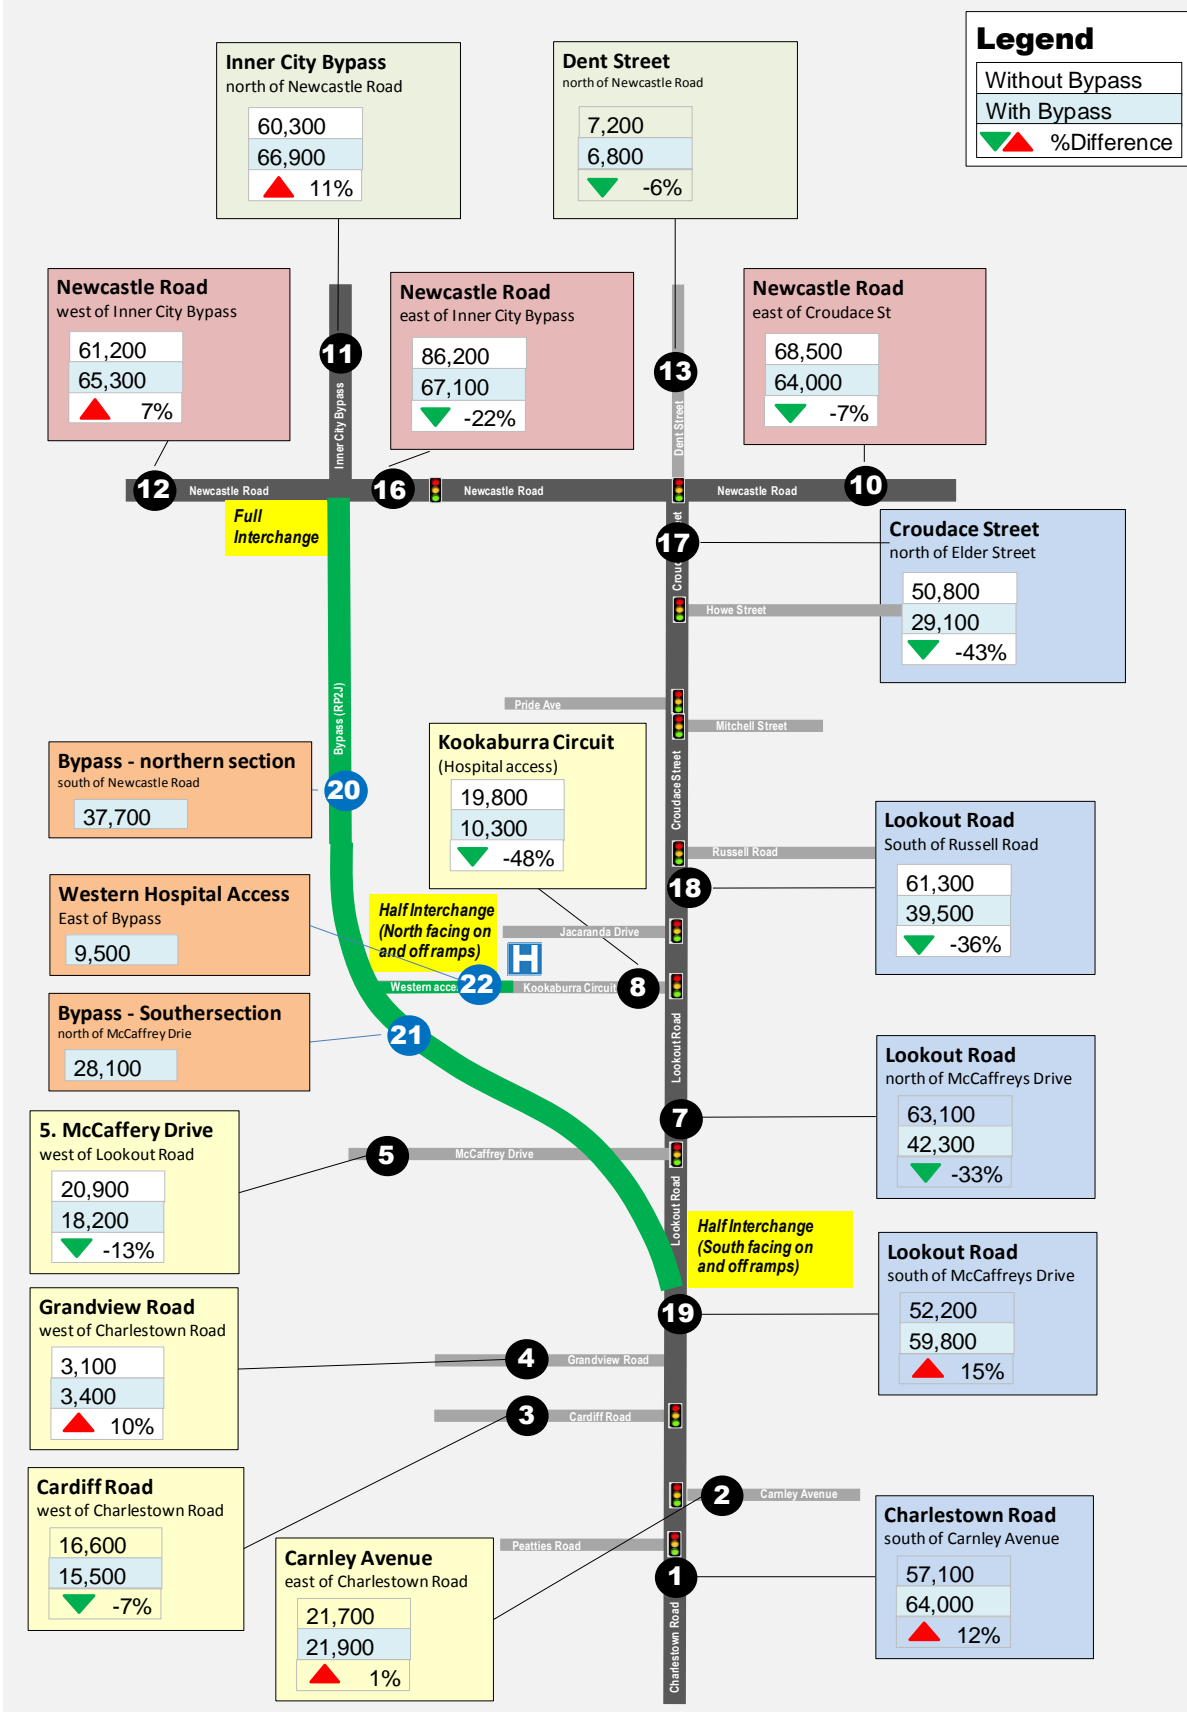 Legend
Without Bypass
With Bypass
%Difference
Inner City Bypass
north of Newcastle Road
60,300
66,900
11%
Dent Street
north of Newcastle Road
7,200
6,800
-6%
Newcastle Road
west of Inner City Bypass
61,200
65,300
7%
Newcastle Road
east of Inner City Bypass
86,200
67,100
-22%
Newcastle Road
east of Croudace St
68,500
64,000
-7%
11
Inner City Bypass
13
Dent Street
12
Newcastle Road
16
Newcastle Road
Newcastle Road
10
Full
Interchange
17
Croudace Street
north of Elder Street
50,800
29,100
-43%
Howe Street
Pride Ave
Mitchell Street
Bypass (RP2J)
Croudace Street
Kookaburra Circuit
(Hospital access)
19,800
10,300
-48%
Bypass - northern section
south of Newcastle Road
37,700
20
Russell Road
Lookout Road
South of Russell Road
61,300
39,500
-36%
18
Western Hospital Access
East of Bypass
9,500
Half Interchange
(North facing on
and off ramps)
H
Jacaranda Drive
22
Kookaburra Circuit
8
Bypass - Southersection
north of McCaffrey Drie
28,100
21
Lookout Road
Lookout Road
north of McCaffreys Drive
63,100
42,300
-33%
7
5. McCaffery Drive
west of Lookout Road
20,900
18,200
-13%
5
McCaffrey Drive
Lookout Road
Half Interchange
(South facing on
and off ramps)
Lookout Road
south of McCaffreys Drive
52,200
59,800
15%
19
Grandview Road
west of Charlestown Road
3,100
3,400
10%
4
Grandview Road
3
Cardiff Road
Cardiff Road
west of Charlestown Road
16,600
15,500
-7%
2
Carnley Avenue
Peatties Road
Carnley Avenue
east of Charlestown Road
21,700
21,900
1%
1
Charlestown Road
Charlestown Road
south of Carnley Avenue
57,100
64,000
12%